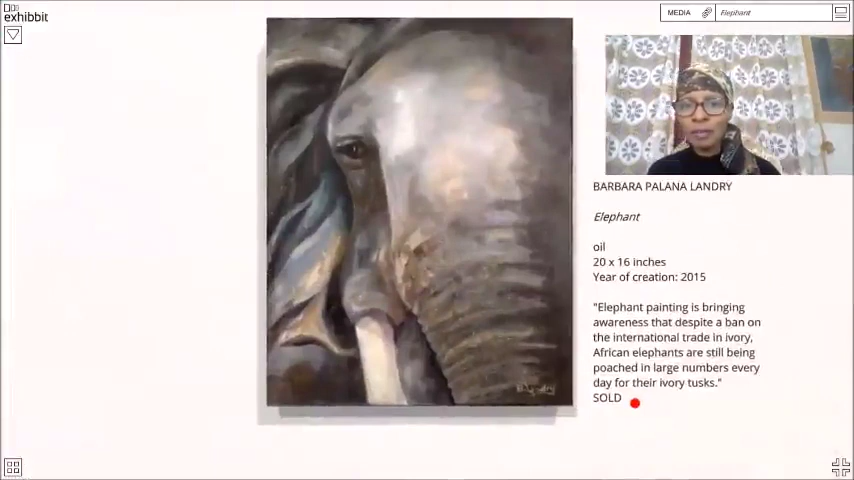 exhibbit
MEDIA
Elephant
BARBARA PALANA LANDRY
Elephant
oil
20 x 16 inches
Year of creation: 2015
"Elephant painting is bringing
awareness that despite a ban on
the international trade in ivory,
African elephants are still being
poached in large numbers every
day for their ivory tusks."
SOLD